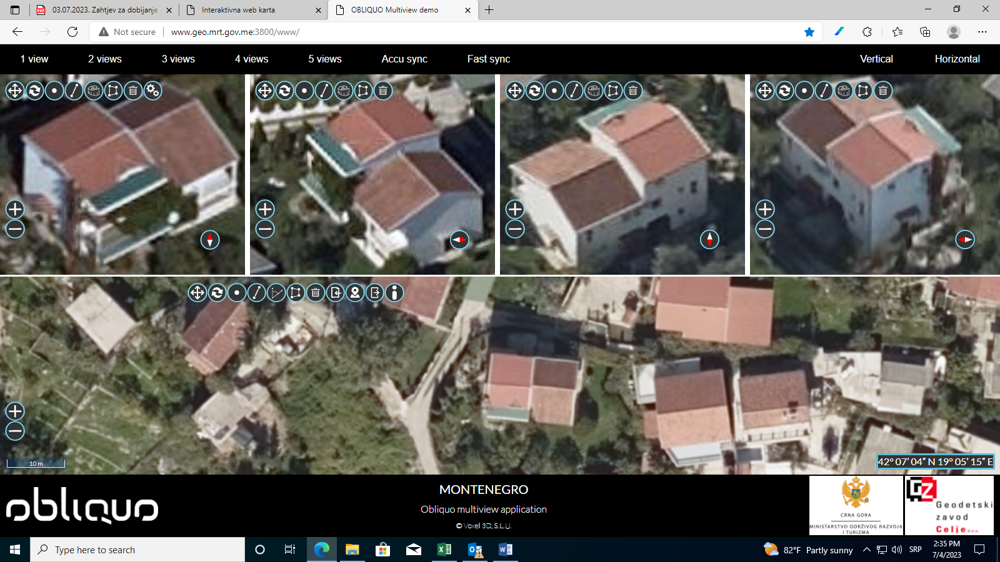 03.07.2023. Zahtjev za dobijanje
Interaktivna web karta
OBLIQUO Multiview demo
Not secure
www.geo.mrt.gov.me:3800/www/
1 view
2 views
3 views
4 views
5 views
Accu sync
Fast sync
Vertical
Horizontal
10 m
42° 07′ 04″ N 19° 05′ 15″ E
obliquo
MONTENEGRO
Obliquo multiview application
© Voxel 3D, S.L.U.
CRNA GORA
MINISTARSTVO ODRŽIVOG RAZVOJA
I TURIZMA
GZ
Geodetski
zavod
Celje d.o.o.
Type here to search
82°F Partly sunny
SRP
2:35 PM
7/4/2023